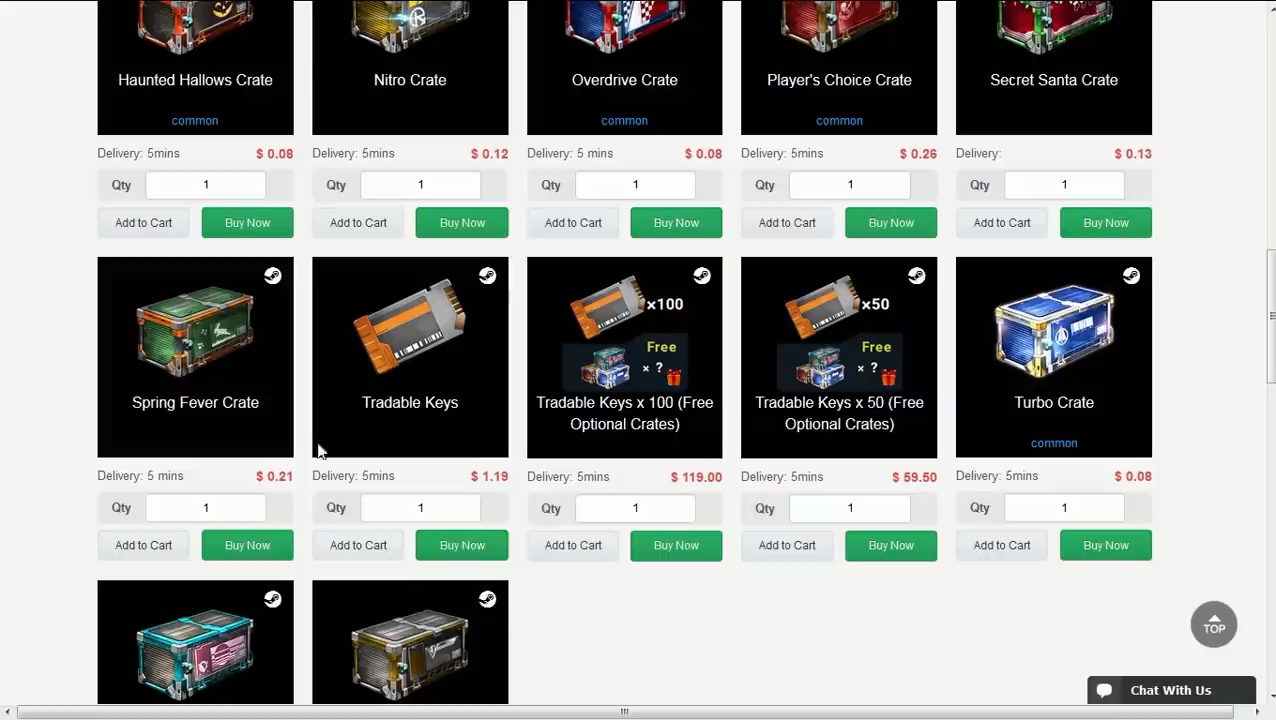 Haunted Hallows Crate
Nitro Crate
Overdrive Crate
Player's Choice Crate
Secret Santa Crate
common
common
common
Delivery: 5mins $ 0.08
Delivery: 5mins $ 0.12
Delivery: 5 mins $ 0.08
Delivery: 5mins $ 0.26
Delivery: $ 0.13
Qty 1
Qty 1
Qty 1
Qty 1
Qty 1
Add to Cart Buy Now
Add to Cart Buy Now
Add to Cart Buy Now
Add to Cart Buy Now
Add to Cart Buy Now
×100
Free
× ?
×50
Free
× ?
Spring Fever Crate
Tradable Keys
Tradable Keys x 100 (Free
Optional Crates)
Tradable Keys x 50 (Free
Optional Crates)
Turbo Crate
common
Delivery: 5 mins $ 0.21
Delivery: 5mins $ 1.19
Delivery: 5mins $ 119.00
Delivery: 5mins $ 59.50
Delivery: 5mins $ 0.08
Qty 1
Qty 1
Qty 1
Qty 1
Qty 1
Add to Cart Buy Now
Add to Cart Buy Now
Add to Cart Buy Now
Add to Cart Buy Now
Add to Cart Buy Now
TOP
Chat With Us